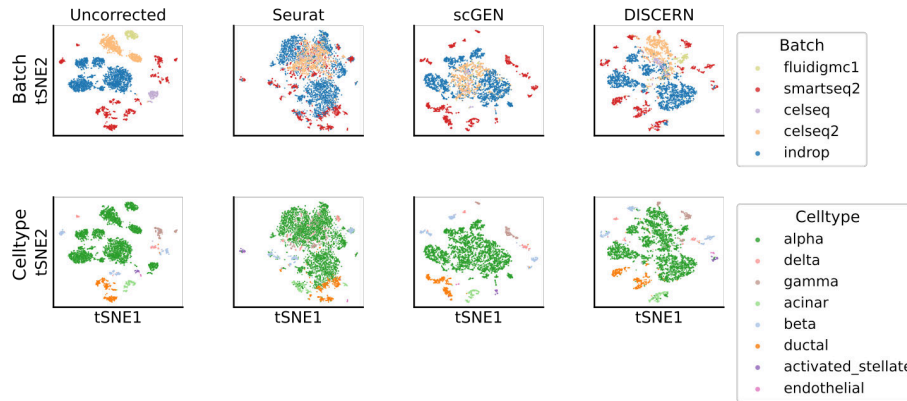 Uncorrected
Seurat
scGEN
DISCERN
Batch
tSNE2
Batch
fluidigmc1
smartseq2
celseq
celseq2
indrop
Celltype
tSNE2
tSNE1
tSNE1
tSNE1
tSNE1
Celltype
alpha
delta
gamma
acinar
beta
ductal
activated_stellate
endothelial